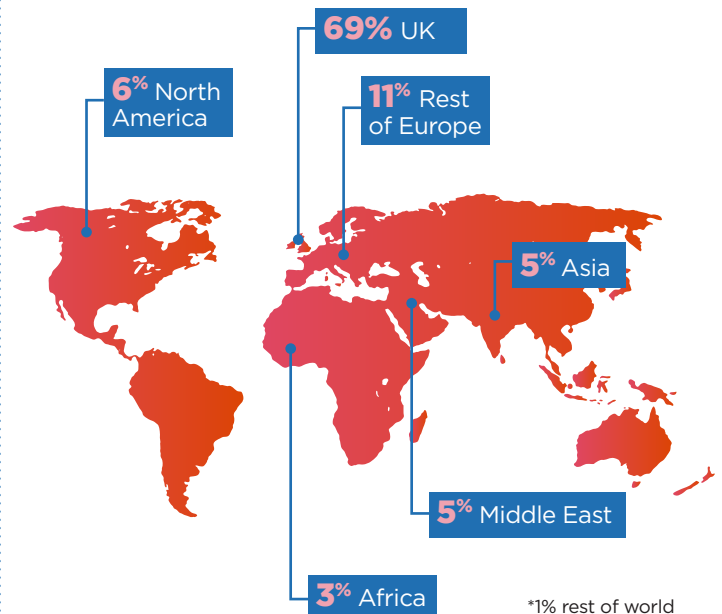 69% UK
6% North
America
11% Rest
of Europe
5% Asia
5% Middle East
3% Africa
*1% rest of world